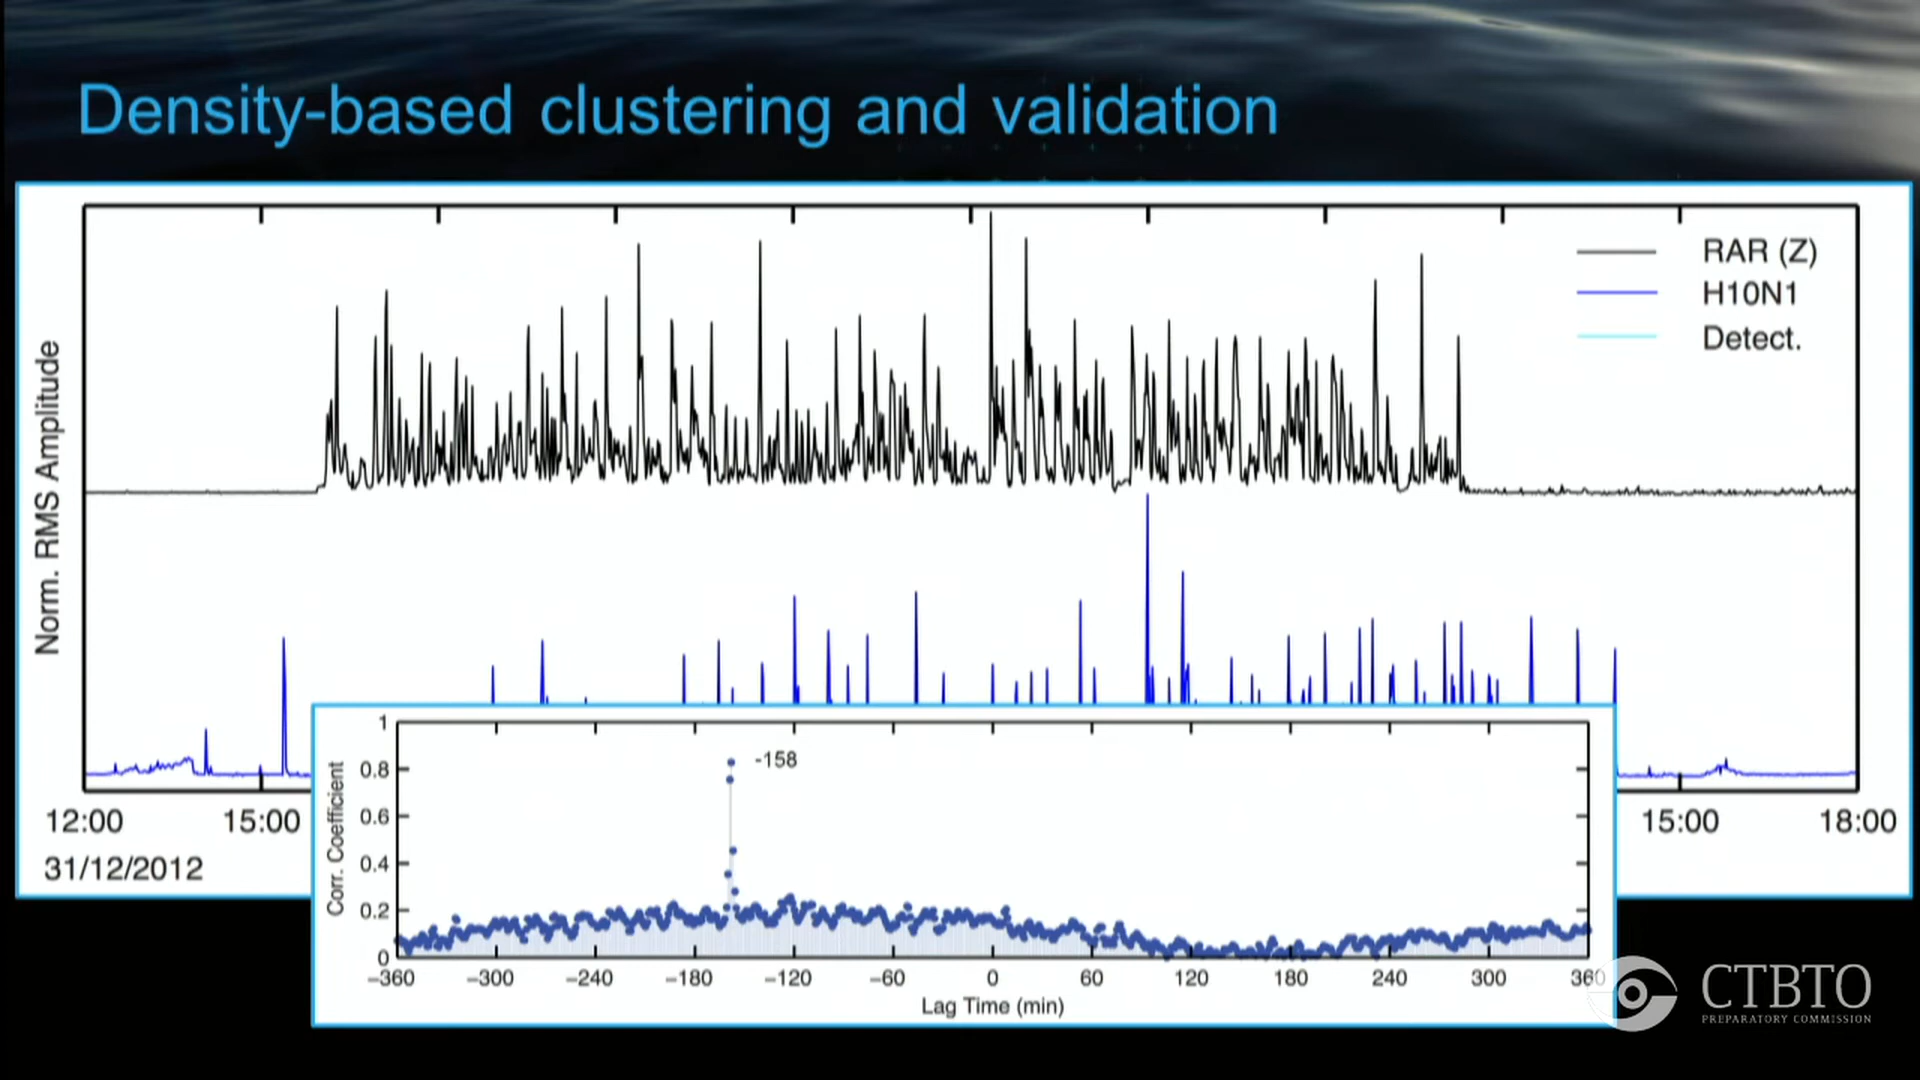 Density-based clustering and validation
RAR (Z)
H10N1
Detect.
Norm. RMS Amplitude
12:00
15:00
15:00
18:00
31/12/2012
1
0.8
0.6
0.4
0.2
0
-158
Corr. Coefficient
−360
−300
−240
−180
−120
−60
0
60
120
180
240
300
360
Lag Time (min)
CTBTO
PREPARATORY COMMISSION